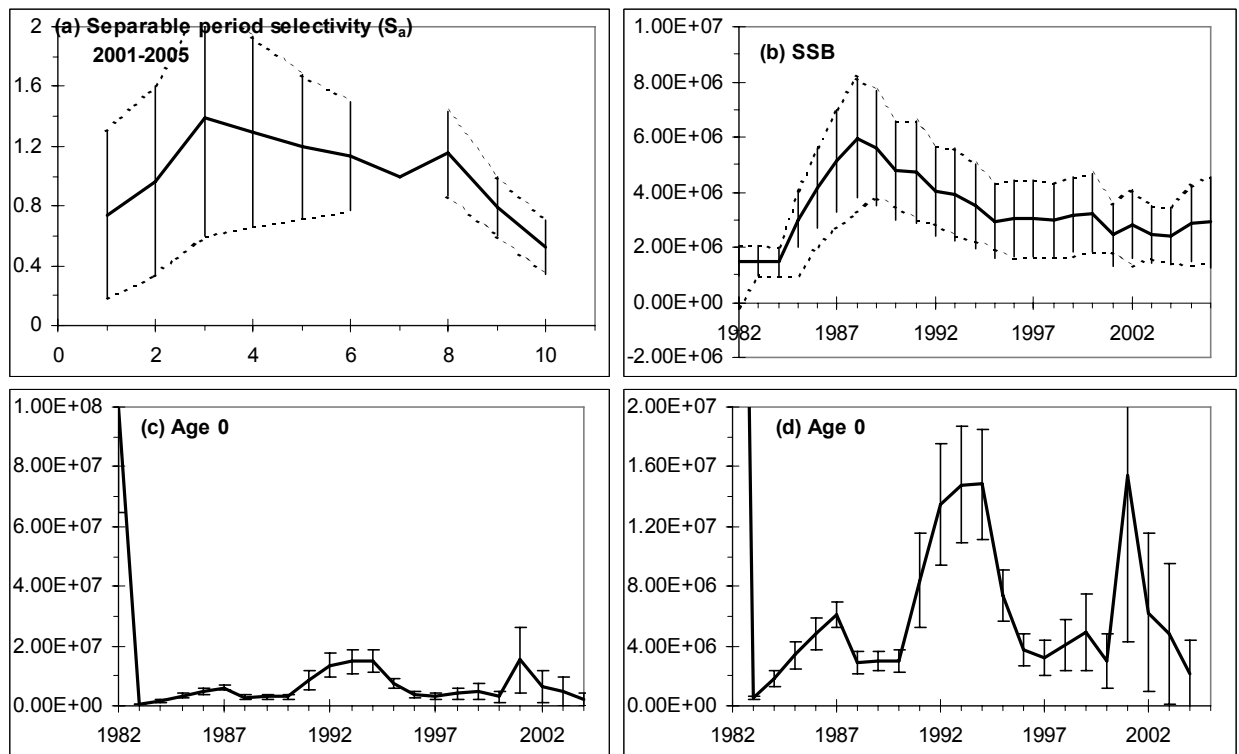 (a) Separable period selectivity (Sa)
2001-2005
2
1.6
1.2
0.8
0.4
0
0 2 4 6 8 10
(b) SSB
1.00E+07
8.00E+06
6.00E+06
4.00E+06
2.00E+06
0.00E+00
-2.00E+06
1982 1987 1992 1997 2002
(c) Age 0
1.00E+08
8.00E+07
6.00E+07
4.00E+07
2.00E+07
0.00E+00
1982 1987 1992 1997 2002
(d) Age 0
2.00E+07
1.60E+07
1.20E+07
8.00E+06
4.00E+06
0.00E+00
1982 1987 1992 1997 2002